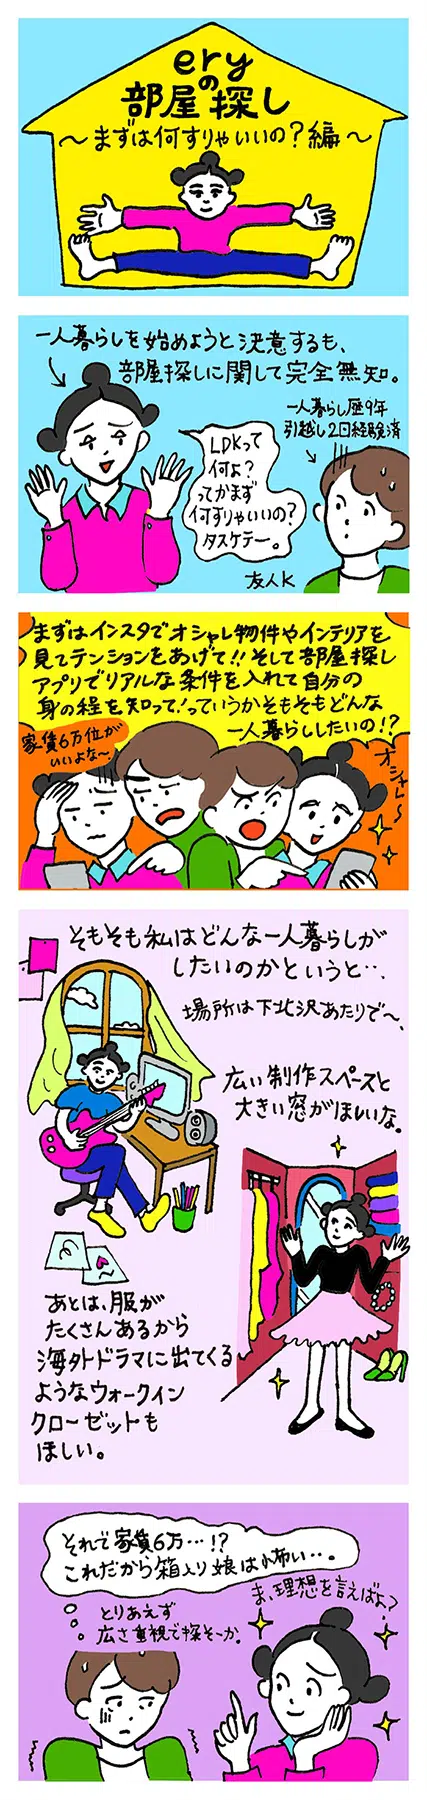 ery
の
部屋探し
〜まずは何すりゃいいの?編〜
一人暮らしを始めようと決意するも、
部屋探しに関して完全無知。
一人暮らし歴9年
引越し2回経験済
LDKって
何よ?
ってかまず
何すりゃいいの?
タスケテー。
友人K
まずはインスタでオシャレ物件やインテリアを
見てテンションをあげて!!そして部屋探し
アプリでリアルな条件を入れて自分の
身の程を知って!っていうかそもそもどんな
一人暮らししたいの!?
家賃6万位が
いいよな〜
オシャレ〜
そもそも私はどんな一人暮らしが
したいのかというと…、
場所は下北沢あたりで〜、
広い制作スペースと
大きい窓がほしいな。
あとは、服が
たくさんあるから
海外ドラマに出てくる
ようなウォークイン
クローゼットも
ほしい。
それで家賃6万…!?
これだから箱入り娘は怖い…。
ま、理想を言えばよ?
とりあえず
広さ重視で探そーか。